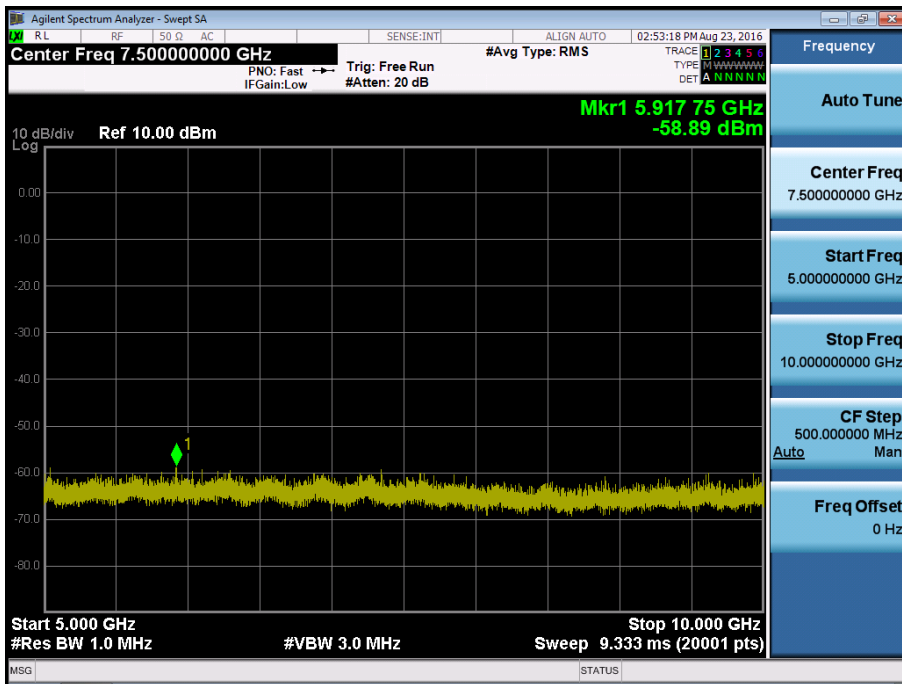 Agilent Spectrum Analyzer - Swept SA
LXI RL RF 50 Ω AC SENSE:INT ALIGN AUTO 02:53:18 PM Aug 23, 2016
Center Freq 7.500000000 GHz
#Avg Type: RMS
TRACE 1 2 3 4 5 6
TYPE M WWWWW
DET A N N N N N
PNO: Fast
IFGain:Low
Trig: Free Run
#Atten: 20 dB
Mkr1 5.917 75 GHz
-58.89 dBm
10 dB/div
Log
Ref 10.00 dBm
0.00
-10.0
-20.0
-30.0
-40.0
-50.0
-60.0
-70.0
-80.0
1
Start 5.000 GHz
Stop 10.000 GHz
#Res BW 1.0 MHz
#VBW 3.0 MHz
Sweep 9.333 ms (20001 pts)
MSG
STATUS
Frequency
Auto Tune
Center Freq
7.500000000 GHz
Start Freq
5.000000000 GHz
Stop Freq
10.000000000 GHz
CF Step
500.000000 MHz
Auto Man
Freq Offset
0 Hz